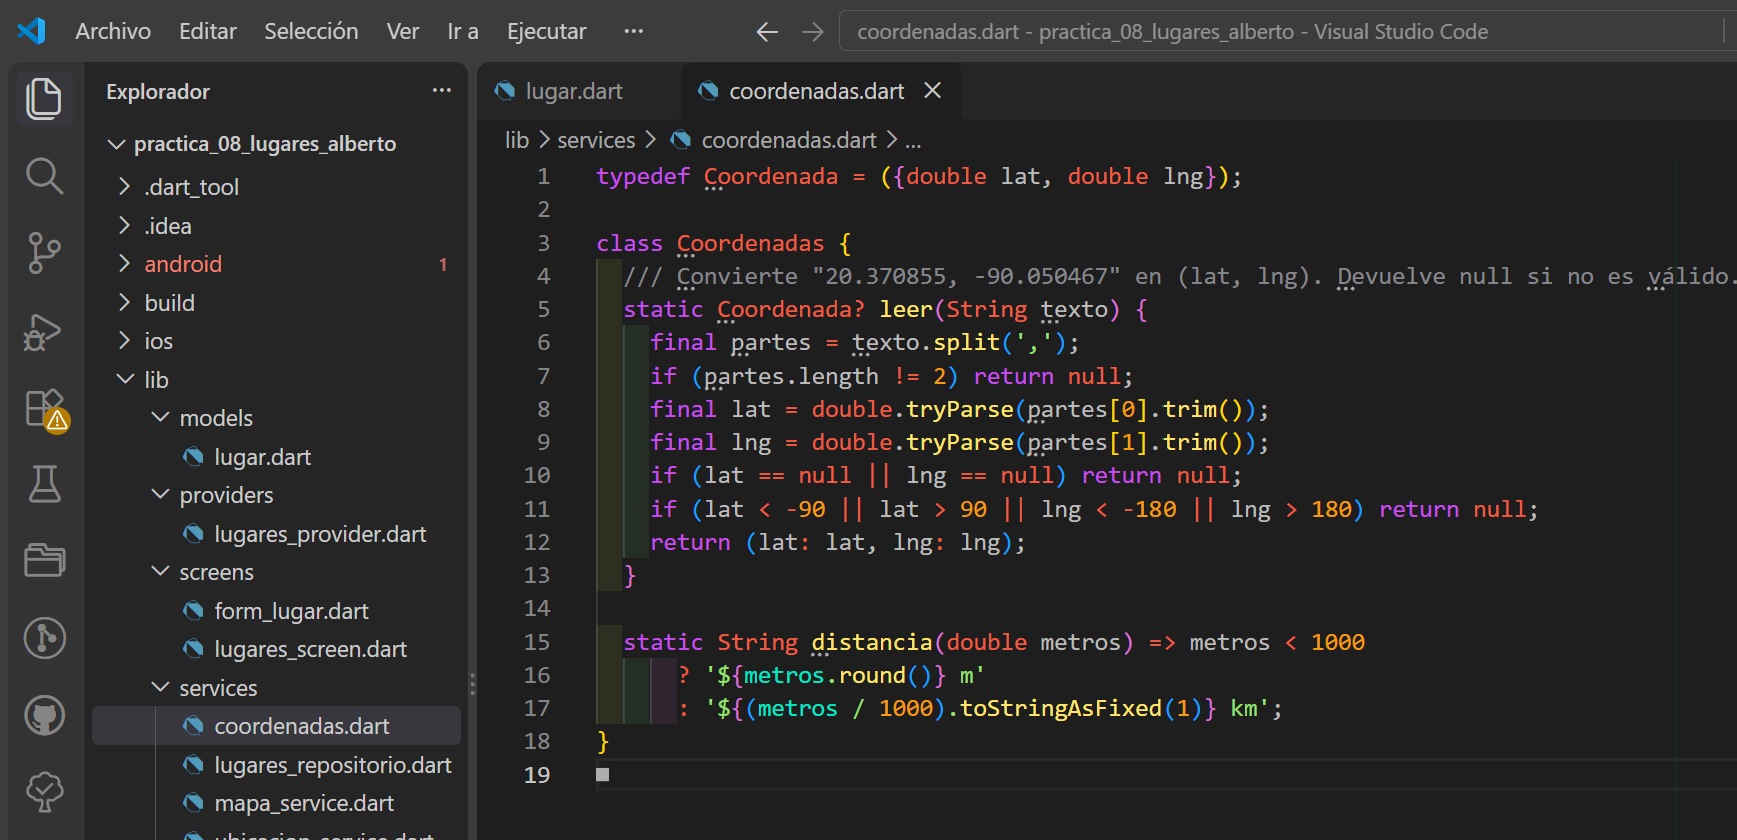 Archivo Editar Selección Ver Ir a Ejecutar ···
coordenadas.dart - practica_08_lugares_alberto - Visual Studio Code
Explorador ···
practica_08_lugares_alberto
.dart_tool
.idea
android 1
build
ios
lib
models
lugar.dart
providers
lugares_provider.dart
screens
form_lugar.dart
lugares_screen.dart
services
coordenadas.dart
lugares_repositorio.dart
mapa_service.dart
ubicacion_service.dart
lugar.dart
coordenadas.dart
lib > services > coordenadas.dart > ...
1 typedef Coordenada = ({double lat, double lng});
2
3 class Coordenadas {
4   /// Convierte "20.370855, -90.050467" en (lat, lng). Devuelve null si no es válido.
5   static Coordenada? leer(String texto) {
6     final partes = texto.split(',');
7     if (partes.length != 2) return null;
8     final lat = double.tryParse(partes[0].trim());
9     final lng = double.tryParse(partes[1].trim());
10     if (lat == null || lng == null) return null;
11     if (lat < -90 || lat > 90 || lng < -180 || lng > 180) return null;
12     return (lat: lat, lng: lng);
13   }
14
15   static String distancia(double metros) => metros < 1000
16       ? '${metros.round()} m'
17       : '${(metros / 1000).toStringAsFixed(1)} km';
18 }
19